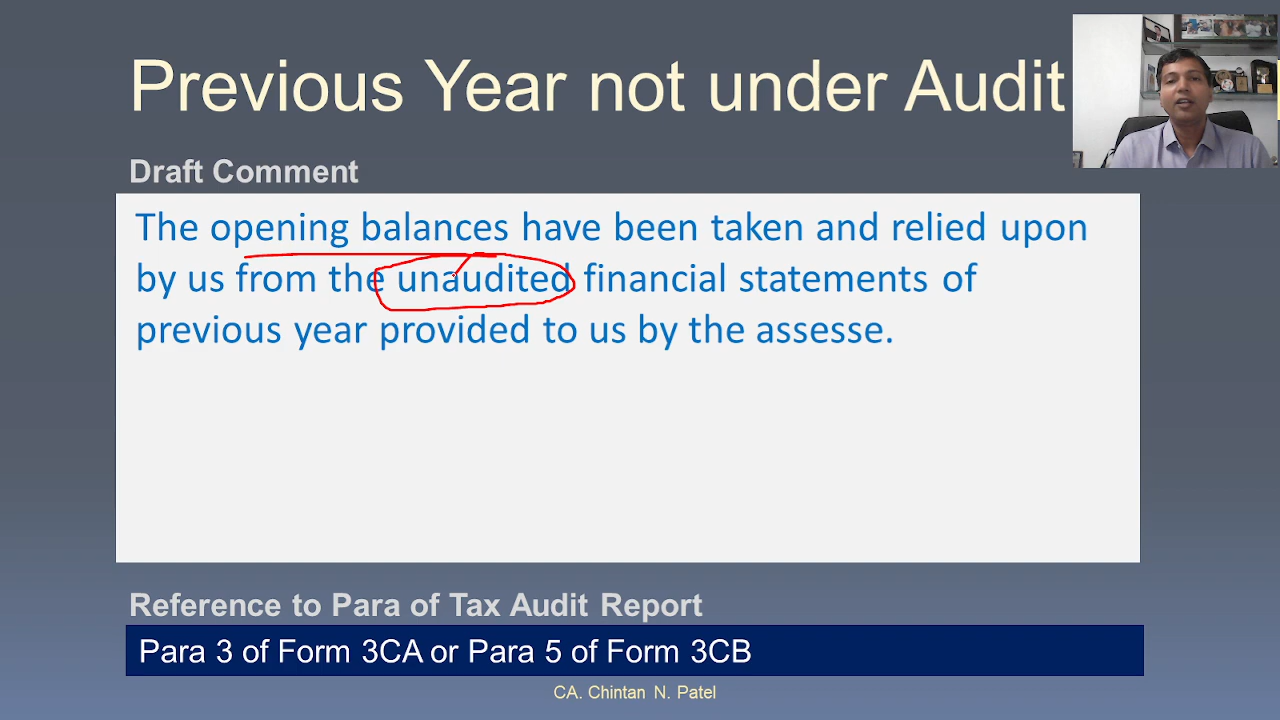 Previous Year not under Audit
Draft Comment
The opening balances have been taken and relied upon
by us from the unaudited financial statements of
previous year provided to us by the assesse.
Reference to Para of Tax Audit Report
Para 3 of Form 3CA or Para 5 of Form 3CB
CA. Chintan N. Patel